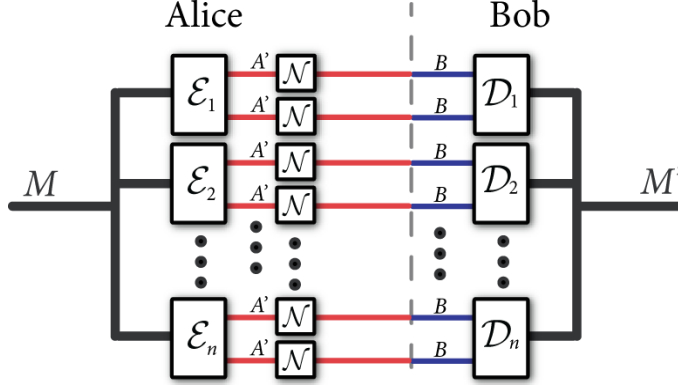 Alice Bob
A' N B
ℰ1 𝒟1
A' N B
A' N B
M ℰ2 𝒟2 M'
A' N B
A' N B
ℰn 𝒟n
A' N B